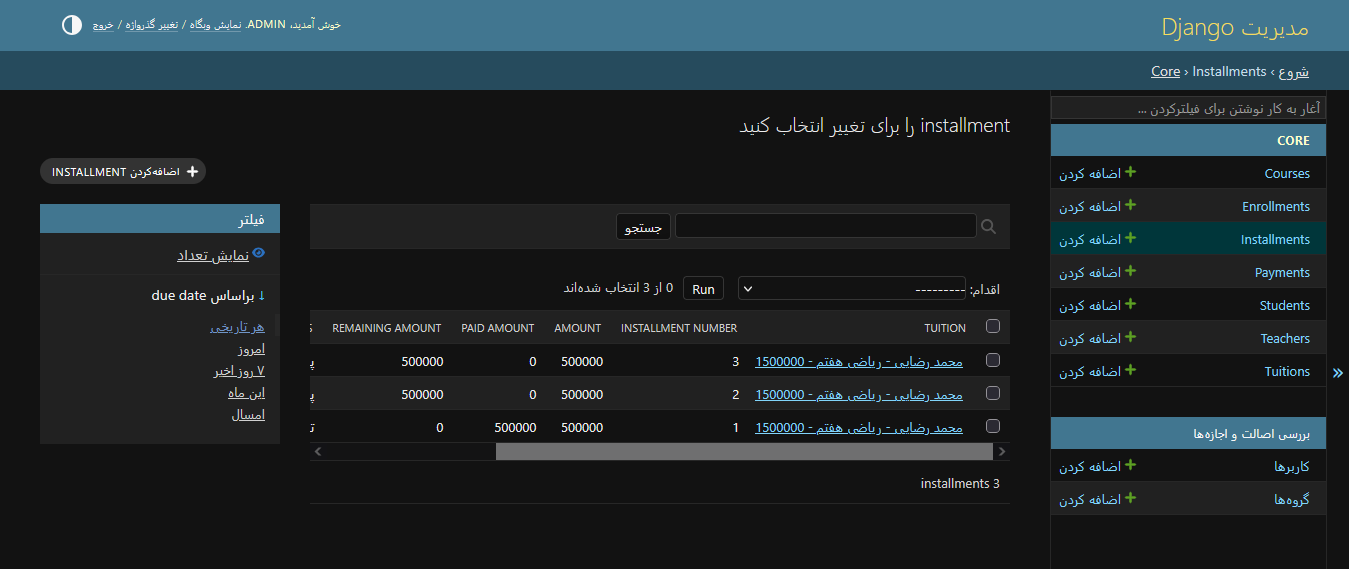 مدیریت Django
خوش آمدید، ADMIN. نمایش وبگاه / تغییر گذرواژه / خروج
شروع › Core › Installments
آغاز به کار نوشتن برای فیلترکردن ...
CORE
Courses + اضافه کردن
Enrollments + اضافه کردن
Installments + اضافه کردن
Payments + اضافه کردن
Students + اضافه کردن
Teachers + اضافه کردن
Tuitions + اضافه کردن
بررسی اصالت و اجازه‌ها
کاربرها + اضافه کردن
گروه‌ها + اضافه کردن
»
installment را برای تغییر انتخاب کنید
+ اضافه‌کردن INSTALLMENT
جستجو
اقدام: --------- Run 0 از 3 انتخاب شده‌اند
TUITION INSTALLMENT NUMBER AMOUNT PAID AMOUNT REMAINING AMOUNT S
محمد رضایی - ریاضی هفتم - 1500000 3 500000 0 500000
محمد رضایی - ریاضی هفتم - 1500000 2 500000 0 500000
محمد رضایی - ریاضی هفتم - 1500000 1 500000 500000 0
3 installments
فیلتر
نمایش تعداد
↓ براساس due date
هر تاریخی
امروز
۷ روز اخیر
این ماه
امسال